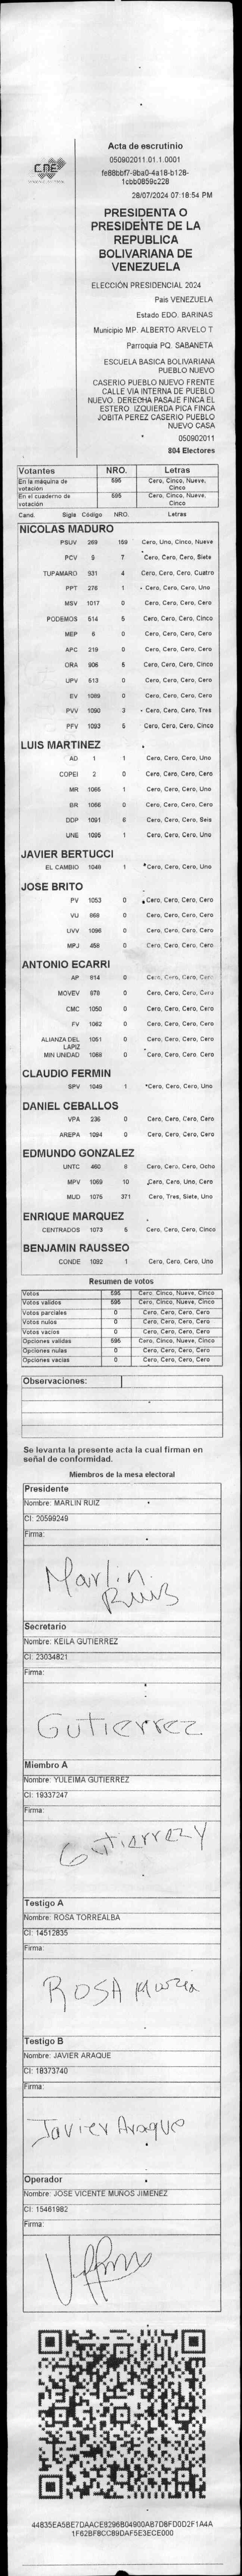 CNE
Acta de escrutinio
050902011.01.1.0001
fe88bbf7-9ba0-4a18-b128-
1cbb0859c228
28/07/2024 07:18:54 PM
PRESIDENTA O
PRESIDENTE DE LA
REPUBLICA
BOLIVARIANA DE
VENEZUELA
ELECCIÓN PRESIDENCIAL 2024
Pais VENEZUELA
Estado EDO. BARINAS
Municipio MP. ALBERTO ARVELO T
Parroquia PQ. SABANETA
ESCUELA BASICA BOLIVARIANA
PUEBLO NUEVO
CASERIO PUEBLO NUEVO FRENTE
CALLE VIA INTERNA DE PUEBLO
NUEVO. DERECHA PASAJE FINCA EL
ESTERO. IZQUIERDA PICA FINCA
JOBITA PEREZ CASERIO PUEBLO
NUEVO CASA
050902011
804 Electores
Votantes NRO. Letras
En la máquina de votación 595 Cero, Cinco, Nueve, Cinco
En el cuaderno de votación 595 Cero, Cinco, Nueve, Cinco
Cand. Sigla Código NRO. Letras
NICOLAS MADURO
PSUV 269 159 Cero, Uno, Cinco, Nueve
PCV 9 7 Cero, Cero, Cero, Siete
TUPAMARO 931 4 Cero, Cero, Cero, Cuatro
PPT 276 1 Cero, Cero, Cero, Uno
MSV 1017 0 Cero, Cero, Cero, Cero
PODEMOS 514 5 Cero, Cero, Cero, Cinco
MEP 6 0 Cero, Cero, Cero, Cero
APC 219 0 Cero, Cero, Cero, Cero
ORA 906 5 Cero, Cero, Cero, Cinco
UPV 513 0 Cero, Cero, Cero, Cero
EV 1089 0 Cero, Cero, Cero, Cero
PVV 1090 3 Cero, Cero, Cero, Tres
PFV 1093 5 Cero, Cero, Cero, Cinco
LUIS MARTINEZ
AD 1 1 Cero, Cero, Cero, Uno
COPEI 2 0 Cero, Cero, Cero, Cero
MR 1065 1 Cero, Cero, Cero, Uno
BR 1066 0 Cero, Cero, Cero, Cero
DDP 1091 6 Cero, Cero, Cero, Seis
UNE 1095 1 Cero, Cero, Cero, Uno
JAVIER BERTUCCI
EL CAMBIO 1048 1 Cero, Cero, Cero, Uno
JOSE BRITO
PV 1053 0 Cero, Cero, Cero, Cero
VU 868 0 Cero, Cero, Cero, Cero
UVV 1096 0 Cero, Cero, Cero, Cero
MPJ 458 0 Cero, Cero, Cero, Cero
ANTONIO ECARRI
AP 814 0 Cero, Cero, Cero, Cero
MOVEV 978 0 Cero, Cero, Cero, Cero
CMC 1050 0 Cero, Cero, Cero, Cero
FV 1062 0 Cero, Cero, Cero, Cero
ALIANZA DEL LAPIZ 1051 0 Cero, Cero, Cero, Cero
MIN UNIDAD 1088 0 Cero, Cero, Cero, Cero
CLAUDIO FERMIN
SPV 1049 1 Cero, Cero, Cero, Uno
DANIEL CEBALLOS
VPA 236 0 Cero, Cero, Cero, Cero
AREPA 1094 0 Cero, Cero, Cero, Cero
EDMUNDO GONZALEZ
UNTC 460 8 Cero, Cero, Cero, Ocho
MPV 1069 10 Cero, Cero, Uno, Cero
MUD 1075 371 Cero, Tres, Siete, Uno
ENRIQUE MARQUEZ
CENTRADOS 1073 5 Cero, Cero, Cero, Cinco
BENJAMIN RAUSSEO
CONDE 1092 1 Cero, Cero, Cero, Uno
Resumen de votos
Votos 595 Cero, Cinco, Nueve, Cinco
Votos validos 595 Cero, Cinco, Nueve, Cinco
Votos parciales 0 Cero, Cero, Cero, Cero
Votos nulos 0 Cero, Cero, Cero, Cero
Votos vacios 0 Cero, Cero, Cero, Cero
Opciones validas 595 Cero, Cinco, Nueve, Cinco
Opciones nulas 0 Cero, Cero, Cero, Cero
Opciones vacias 0 Cero, Cero, Cero, Cero
Observaciones:
Se levanta la presente acta la cual firman en
señal de conformidad.
Miembros de la mesa electoral
Presidente
Nombre: MARLIN RUIZ
CI: 20599249
Firma:
Marlin
Ruiz
Secretario
Nombre: KEILA GUTIERREZ
CI: 23034821
Firma:
Gutierrez
Miembro A
Nombre: YULEIMA GUTIERREZ
CI: 19337247
Firma:
Gutierrez y
Testigo A
Nombre: ROSA TORREALBA
CI: 14512835
Firma:
ROSA Maria
Testigo B
Nombre: JAVIER ARAQUE
CI: 18373740
Firma:
Javier Araque
Operador
Nombre: JOSE VICENTE MUÑOS JIMENEZ
CI: 15461982
Firma:
44835EA5BE7DAACE8296B04900AB7D8FD0D2F1A4A
1F62BF8CC89DAF5E3ECE000